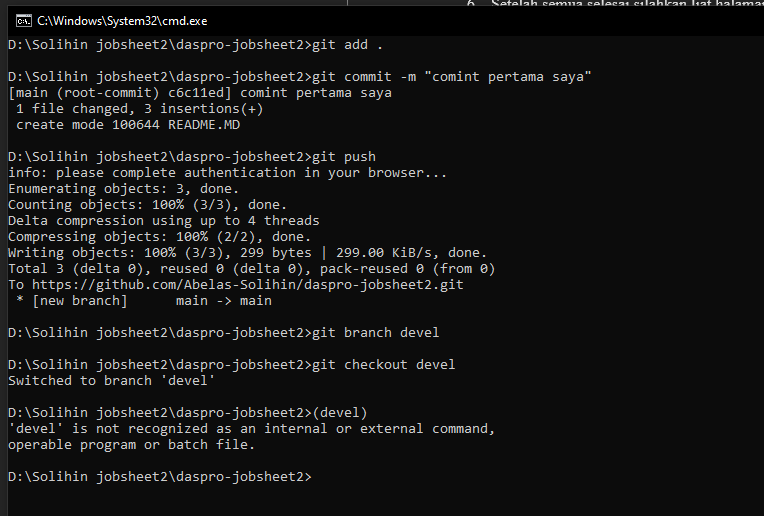 6. Setelah semua selesai silahkan liat halaman
C:\Windows\System32\cmd.exe
D:\Solihin jobsheet2\daspro-jobsheet2>git add .
D:\Solihin jobsheet2\daspro-jobsheet2>git commit -m "comint pertama saya"
[main (root-commit) c6c11ed] comint pertama saya
1 file changed, 3 insertions(+)
create mode 100644 README.MD
D:\Solihin jobsheet2\daspro-jobsheet2>git push
info: please complete authentication in your browser...
Enumerating objects: 3, done.
Counting objects: 100% (3/3), done.
Delta compression using up to 4 threads
Compressing objects: 100% (2/2), done.
Writing objects: 100% (3/3), 299 bytes | 299.00 KiB/s, done.
Total 3 (delta 0), reused 0 (delta 0), pack-reused 0 (from 0)
To https://github.com/Abelas-Solihin/daspro-jobsheet2.git
* [new branch]      main -> main
D:\Solihin jobsheet2\daspro-jobsheet2>git branch devel
D:\Solihin jobsheet2\daspro-jobsheet2>git checkout devel
Switched to branch 'devel'
D:\Solihin jobsheet2\daspro-jobsheet2>(devel)
'devel' is not recognized as an internal or external command,
operable program or batch file.
D:\Solihin jobsheet2\daspro-jobsheet2>